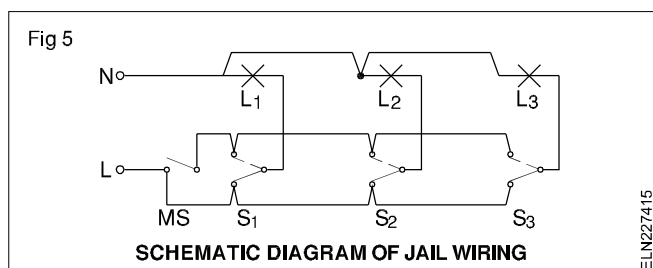 Fig 5
N
L1 L2 L3
L
MS S1 S2 S3
SCHEMATIC DIAGRAM OF JAIL WIRING
ELN227415